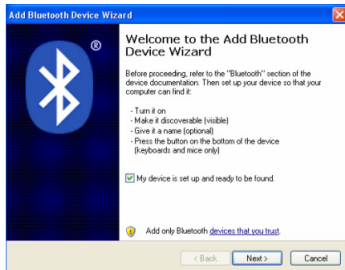 Add Bluetooth Device Wizard
®
Welcome to the Add Bluetooth
Device Wizard
Before proceeding, refer to the "Bluetooth" section of the
device documentation. Then set up your device so that your
computer can find it:
- Turn it on
- Make it discoverable (visible)
- Give it a name (optional)
- Press the button on the bottom of the device
(keyboards and mice only)
My device is set up and ready to be found.
Add only Bluetooth devices that you trust.
< Back
Next >
Cancel